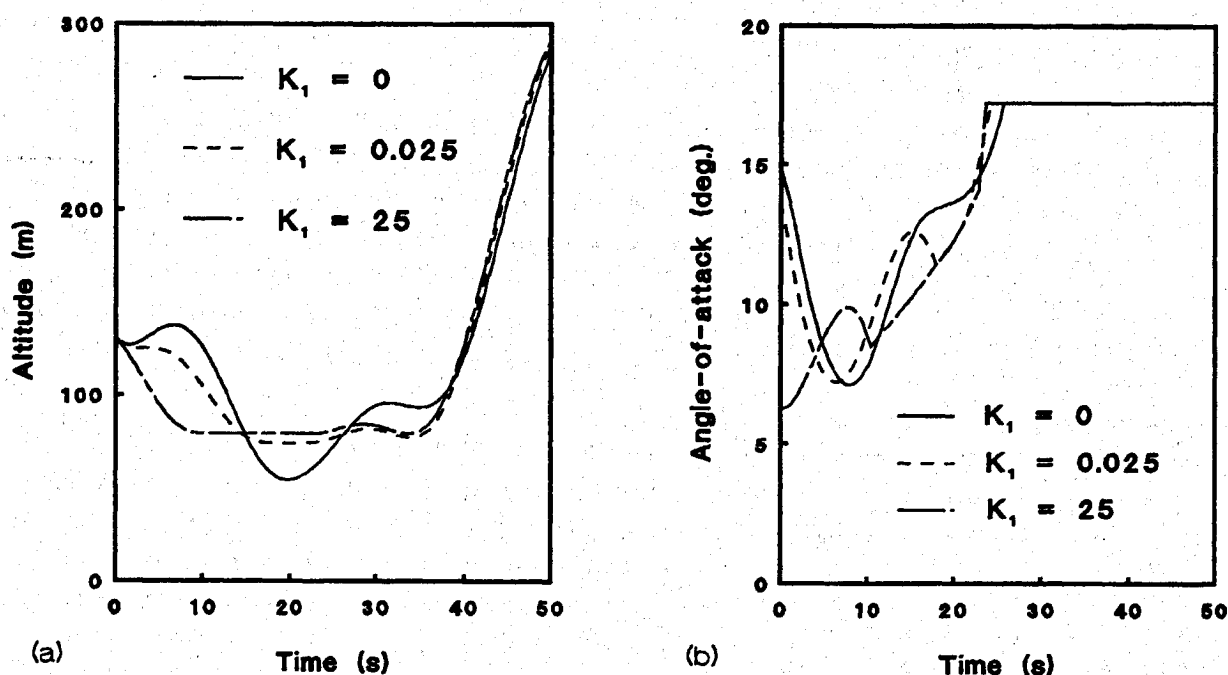 300
200
100
0
Altitude (m)
K₁ = 0
K₁ = 0.025
K₁ = 25
0 10 20 30 40 50
Time (s)
(a)
20
15
10
5
0
Angle-of-attack (deg.)
K₁ = 0
K₁ = 0.025
K₁ = 25
0 10 20 30 40 50
Time (s)
(b)